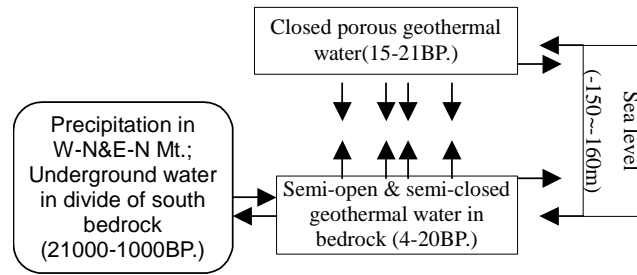 Closed porous geothermal
water(15-21BP.)
Precipitation in
W-N&E-N Mt.;
Underground water
in divide of south
bedrock
(21000-1000BP.)
Semi-open & semi-closed
geothermal water in
bedrock (4-20BP.)
Sea level
(-150~-160m)